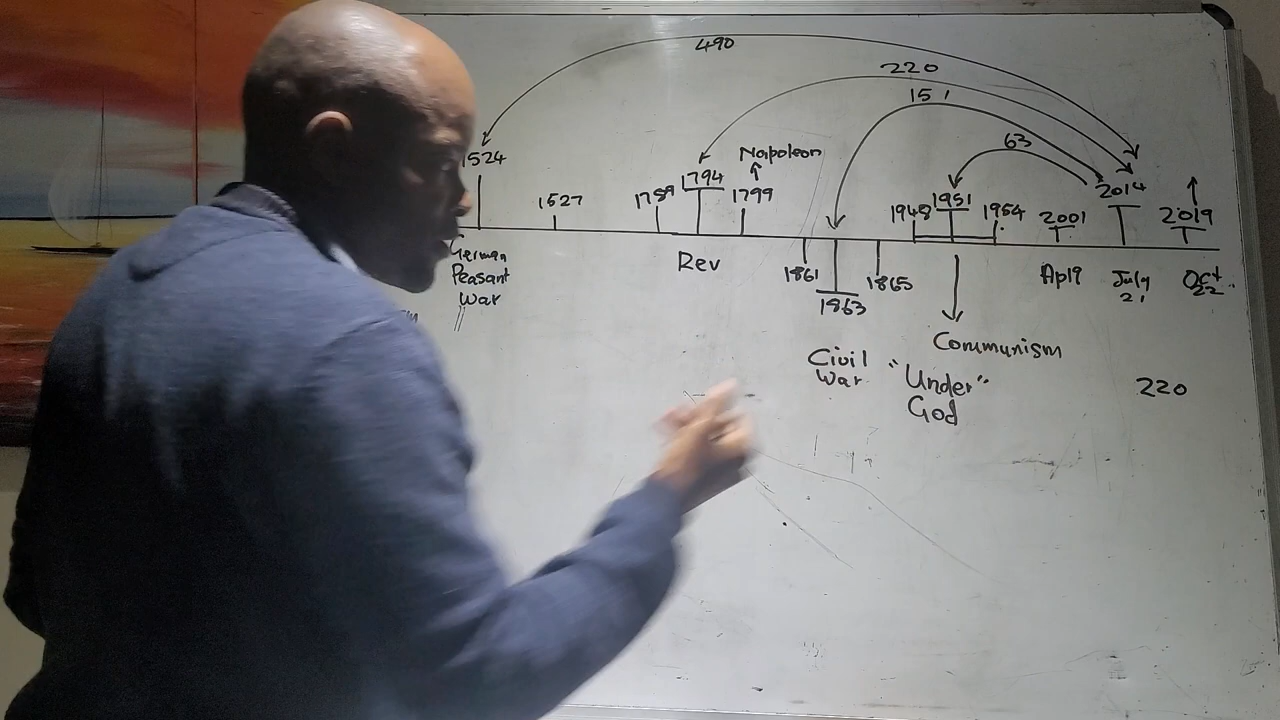 490
220
151
63
Napoleon
1524
1527
1789
1794
1799
1948
1951
1954
2001
2014
2019
German
Peasant
War
Rev
1861
1863
1865
Civil
War
Communism
"Under"
God
Ap19
July
21
Oct
22
220